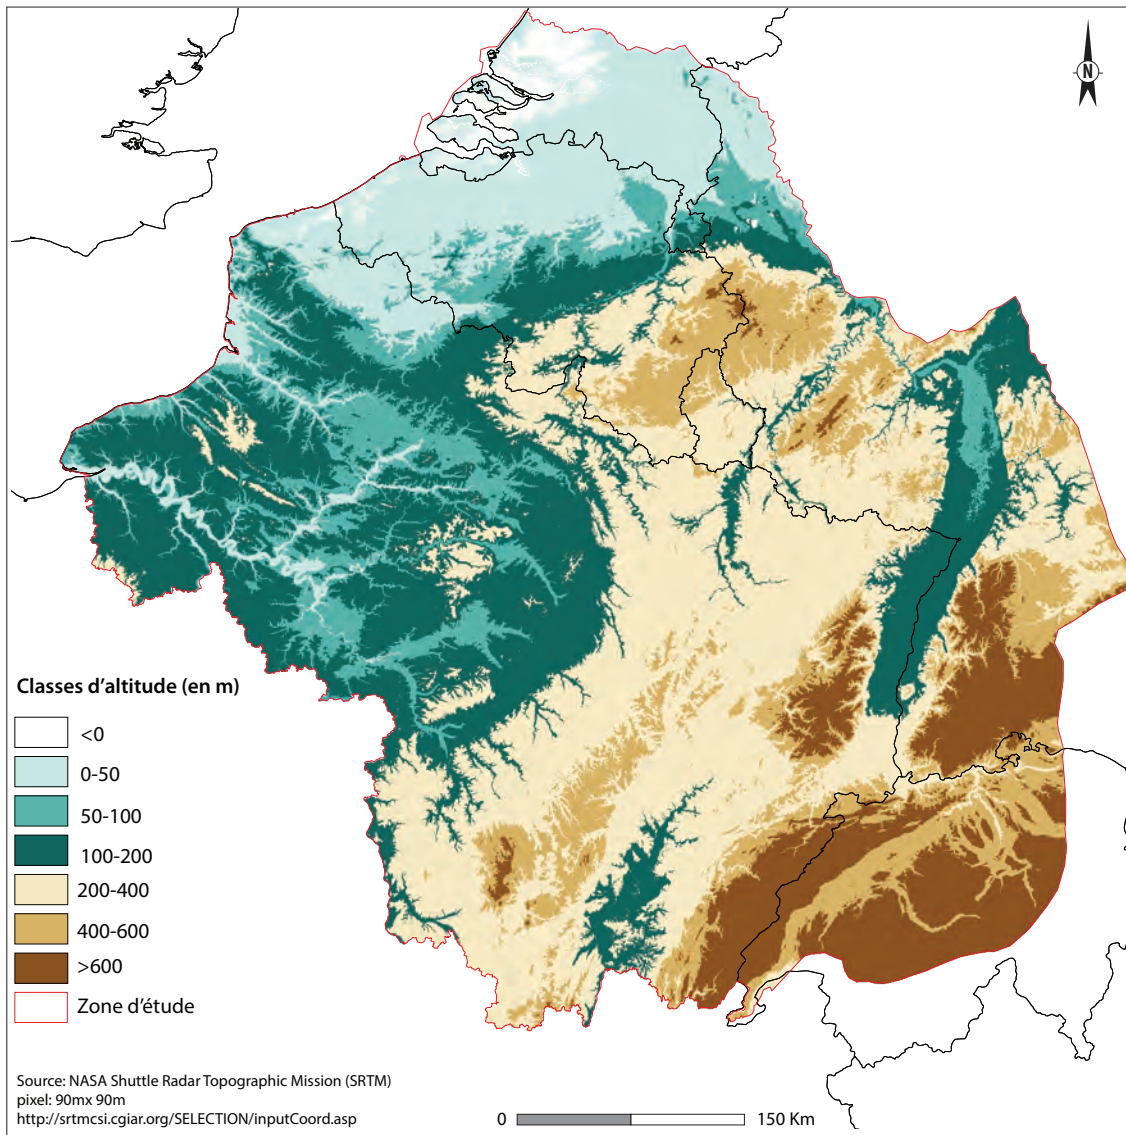 N
Classes d'altitude (en m)
<0
0-50
50-100
100-200
200-400
400-600
>600
Zone d'étude
Source: NASA Shuttle Radar Topographic Mission (SRTM)
pixel: 90mx 90m
http://srtmcsi.cgiar.org/SELECTION/inputCoord.asp
0 150 Km